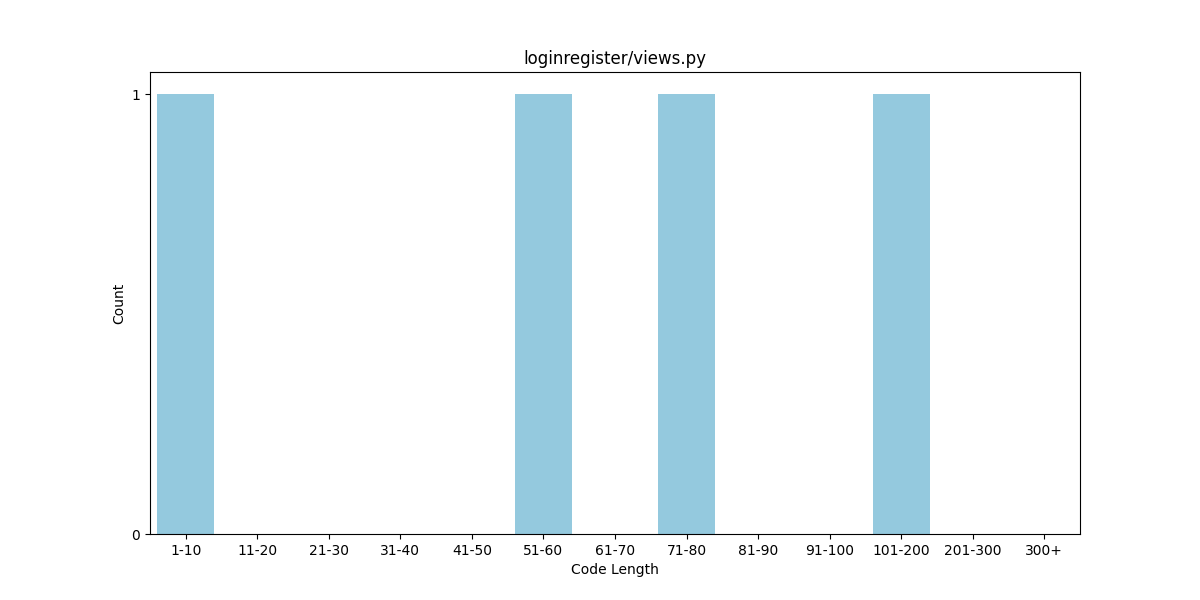 loginregister/views.py
1
0
Count
1-10 11-20 21-30 31-40 41-50 51-60 61-70 71-80 81-90 91-100 101-200 201-300 300+
Code Length